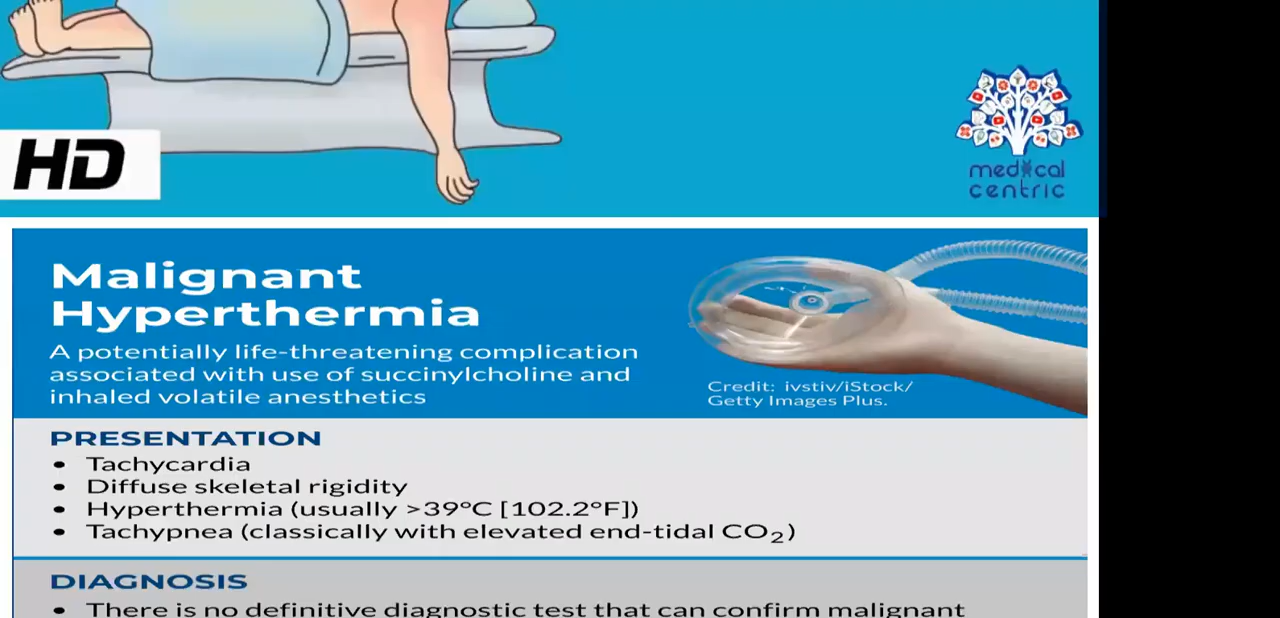 HD
medical
centric
Malignant
Hyperthermia
A potentially life-threatening complication
associated with use of succinylcholine and
inhaled volatile anesthetics
Credit: ivstiv/iStock/
Getty Images Plus.
PRESENTATION
• Tachycardia
• Diffuse skeletal rigidity
• Hyperthermia (usually >39°C [102.2°F])
• Tachypnea (classically with elevated end-tidal CO₂)
DIAGNOSIS
• There is no definitive diagnostic test that can confirm malignant